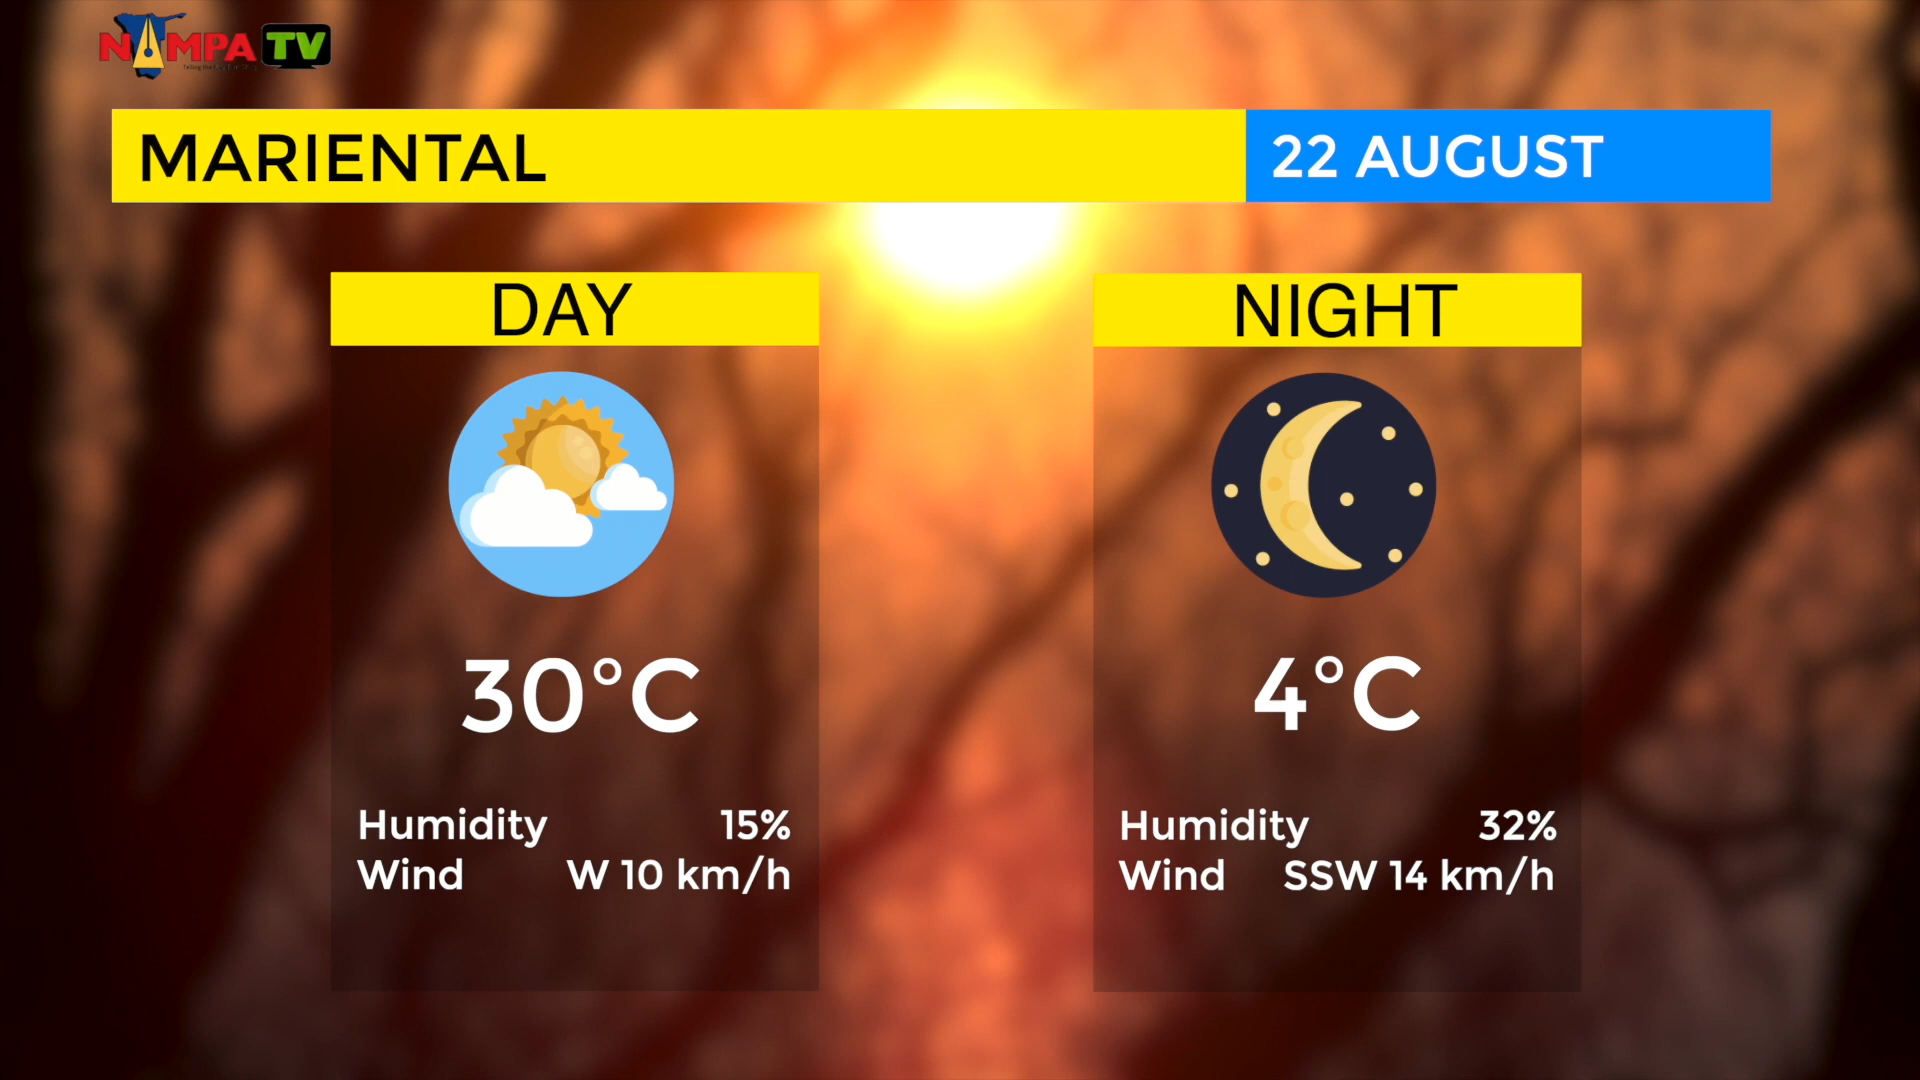 NAMPA TV
MARIENTAL
22 AUGUST
DAY
30°C
Humidity 15%
Wind W 10 km/h
NIGHT
4°C
Humidity 32%
Wind SSW 14 km/h